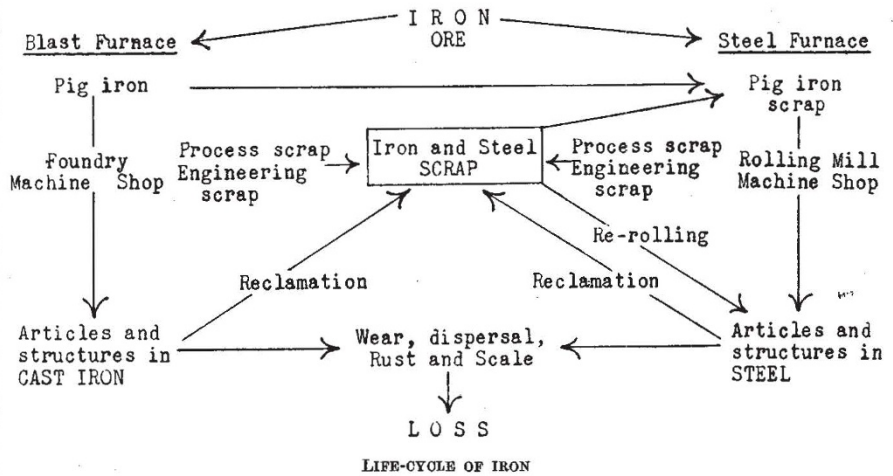 I R O N
ORE
Blast Furnace
Steel Furnace
Pig iron
Pig iron
scrap
Foundry
Machine Shop
Process scrap
Engineering
scrap
Iron and Steel
SCRAP
Process scrap
Engineering
scrap
Rolling Mill
Machine Shop
Re-rolling
Reclamation
Reclamation
Articles and
structures in
CAST IRON
Wear, dispersal,
Rust and Scale
Articles and
structures in
STEEL
L O S S
LIFE-CYCLE OF IRON